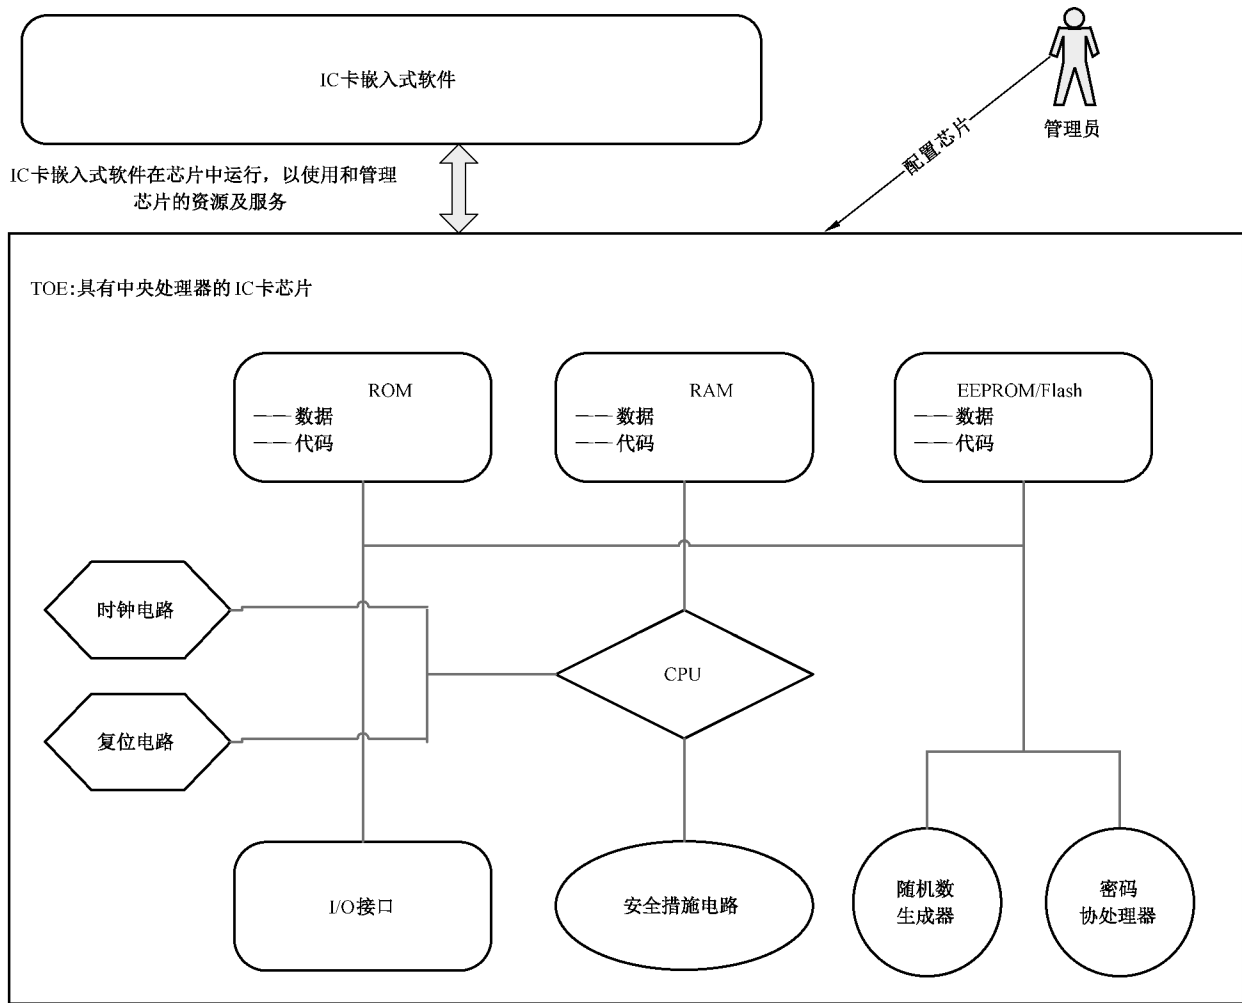 IC卡嵌入式软件
管理员
配置芯片
IC卡嵌入式软件在芯片中运行，以使用和管理
芯片的资源及服务
TOE:具有中央处理器的IC卡芯片
ROM
——数据
——代码
RAM
——数据
——代码
EEPROM/Flash
——数据
——代码
时钟电路
CPU
复位电路
I/O接口
安全措施电路
随机数
生成器
密码
协处理器